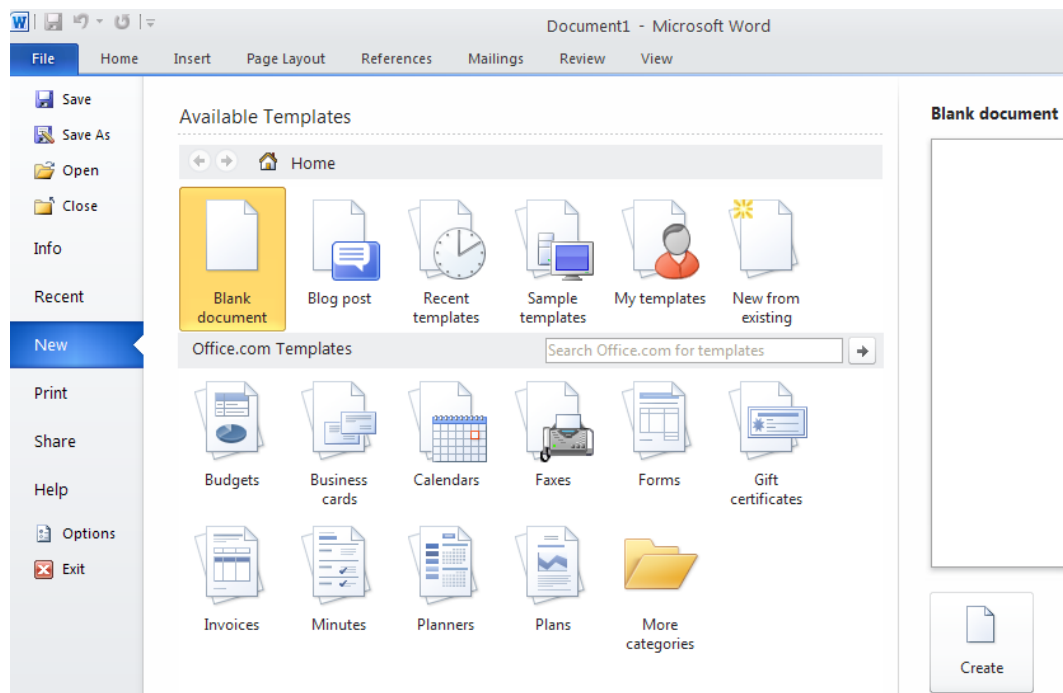 W
Document1 - Microsoft Word
File Home Insert Page Layout References Mailings Review View
Save
Save As
Open
Close
Info
Recent
New
Print
Share
Help
Options
Exit
Available Templates
Home
Blank document
Blog post
Recent templates
Sample templates
My templates
New from existing
Office.com Templates
Search Office.com for templates
Budgets
Business cards
Calendars
Faxes
Forms
Gift certificates
Invoices
Minutes
Planners
Plans
More categories
Blank document
Create